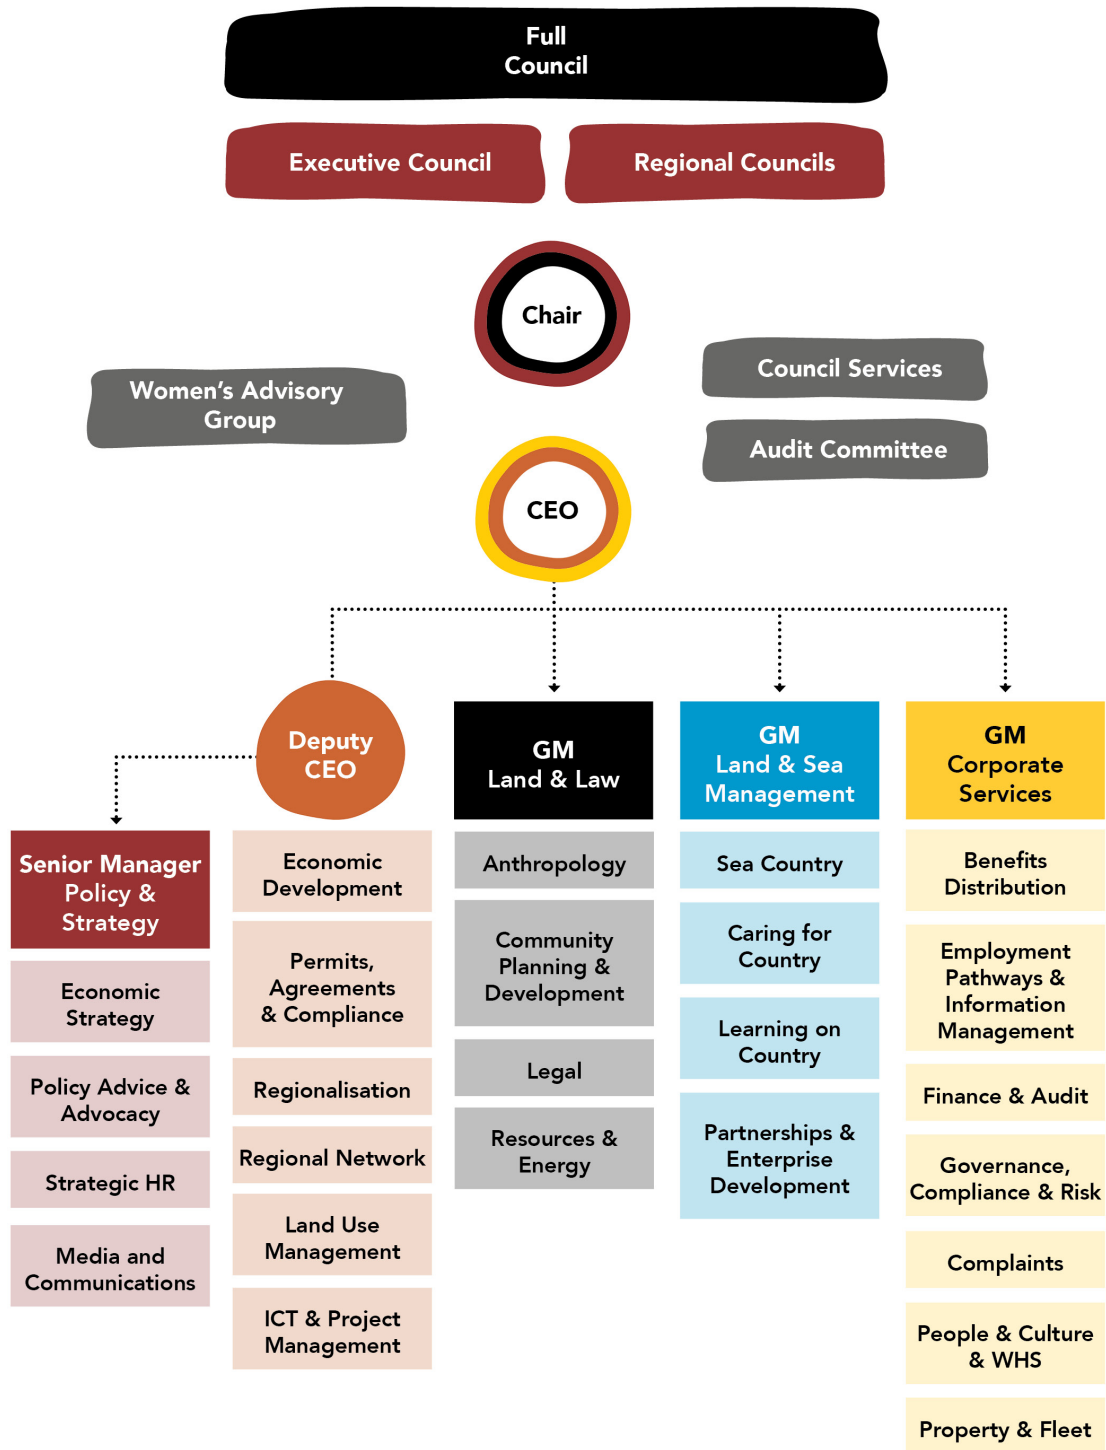 Full
Council
Executive Council
Regional Councils
Chair
Women's Advisory
Group
Council Services
Audit Committee
CEO
Deputy
CEO
GM
Land & Law
GM
Land & Sea
Management
GM
Corporate
Services
Senior Manager
Policy &
Strategy
Economic
Strategy
Policy Advice &
Advocacy
Strategic HR
Media and
Communications
Economic
Development
Permits,
Agreements
& Compliance
Regionalisation
Regional Network
Land Use
Management
ICT & Project
Management
Anthropology
Community
Planning &
Development
Legal
Resources &
Energy
Sea Country
Caring for
Country
Learning on
Country
Partnerships &
Enterprise
Development
Benefits
Distribution
Employment
Pathways &
Information
Management
Finance & Audit
Governance,
Compliance & Risk
Complaints
People & Culture
& WHS
Property & Fleet